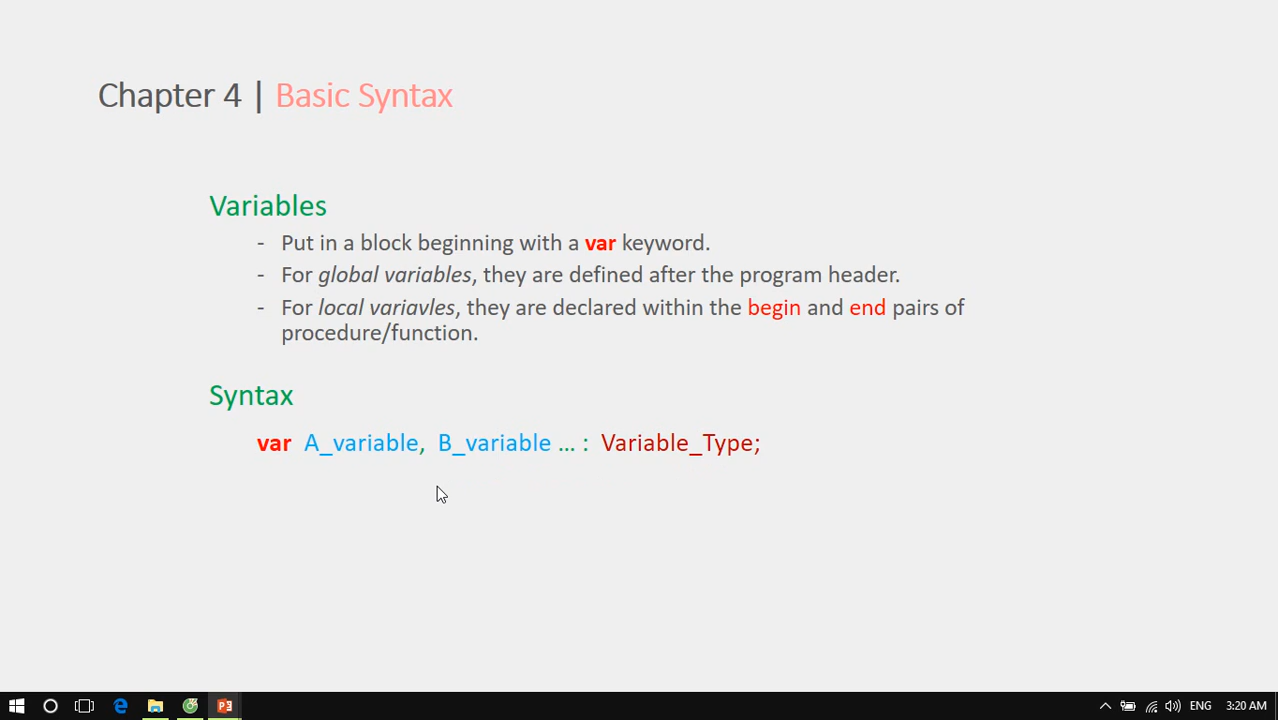 Chapter 4 | Basic Syntax
Variables
- Put in a block beginning with a var keyword.
- For global variables, they are defined after the program header.
- For local variavles, they are declared within the begin and end pairs of
procedure/function.
Syntax
var A_variable, B_variable ... : Variable_Type;
ENG 3:20 AM